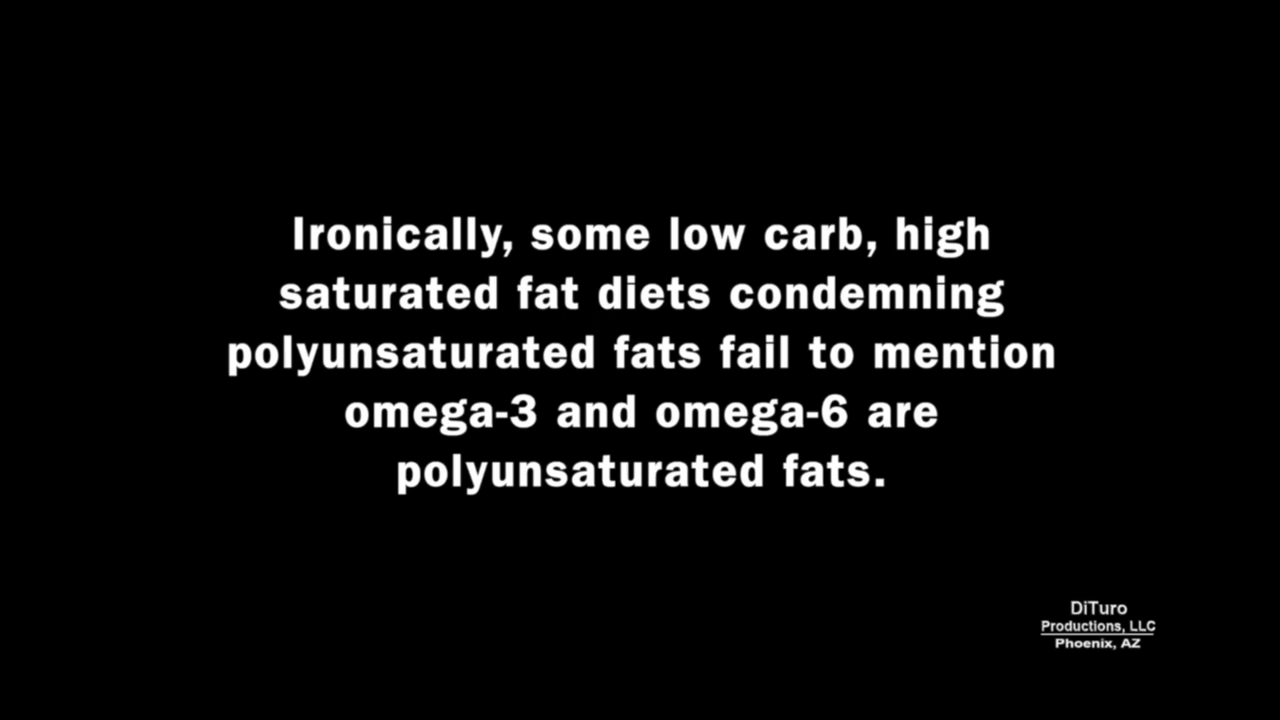 Ironically, some low carb, high
saturated fat diets condemning
polyunsaturated fats fail to mention
omega-3 and omega-6 are
polyunsaturated fats.
DiTuro
Productions, LLC
Phoenix, AZ